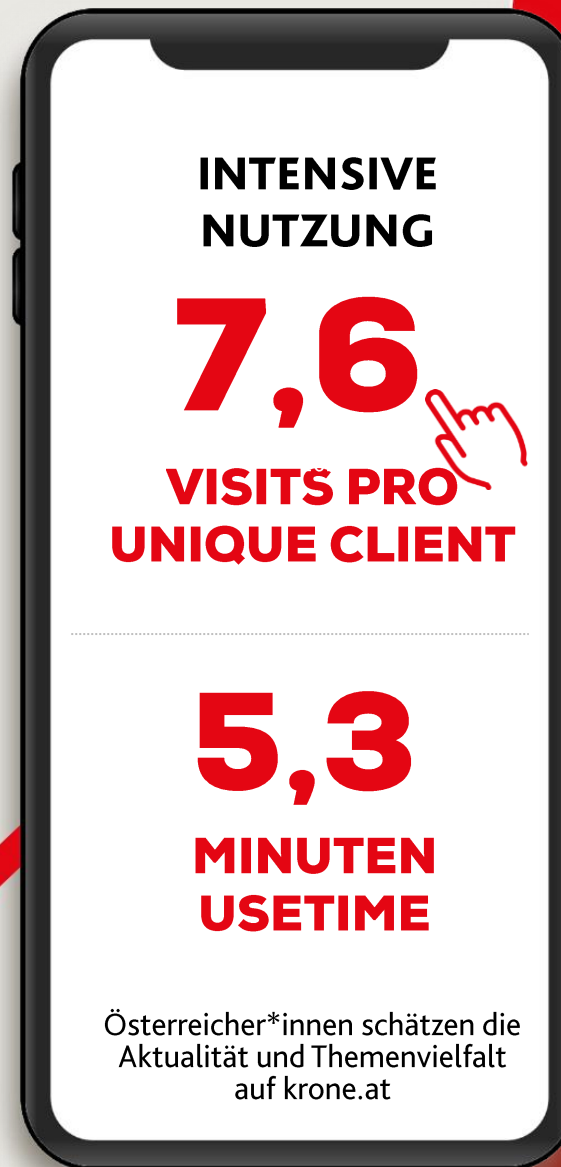 INTENSIVE
NUTZUNG
7,6
VISITS PRO
UNIQUE CLIENT
5,3
MINUTEN
USETIME
Österreicher*innen schätzen die
Aktualität und Themenvielfalt
auf krone.at